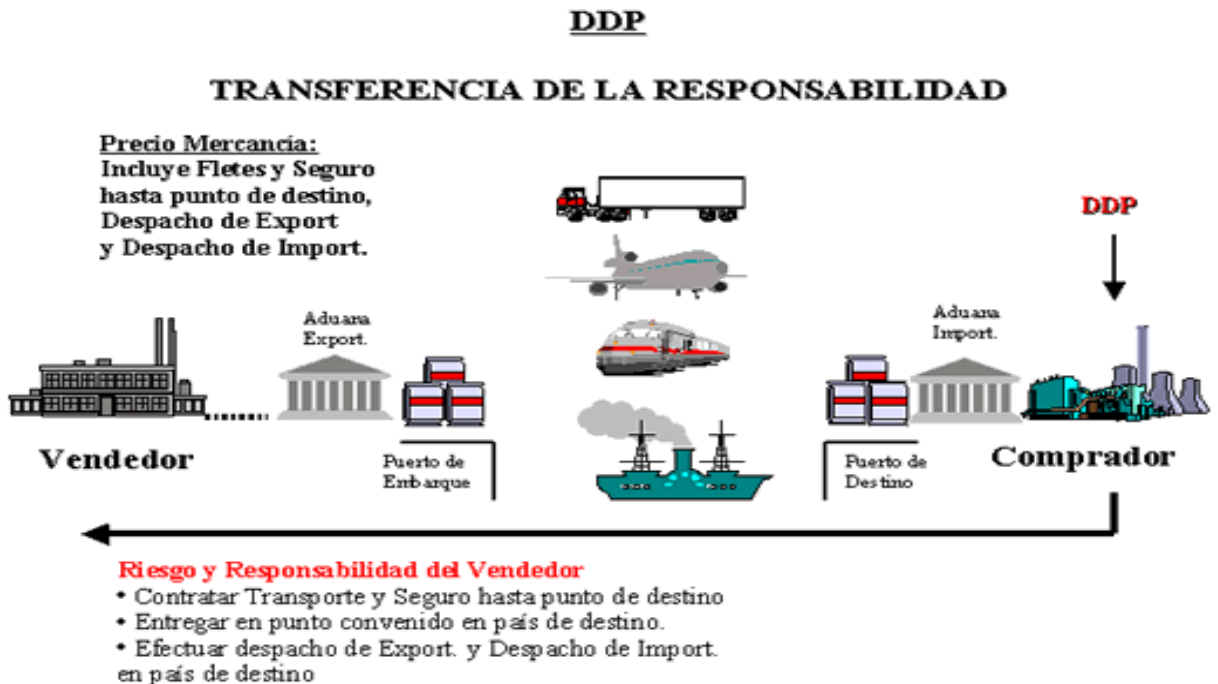 DDP
TRANSFERENCIA DE LA RESPONSABILIDAD
Precio Mercancía:
Incluye Fletes y Seguro
hasta punto de destino,
Despacho de Export
y Despacho de Import.
DDP
Aduana
Export.
Aduana
Import.
Vendedor
Puerto de
Embarque
Puerto de
Destino
Comprador
Riesgo y Responsabilidad del Vendedor
• Contratar Transporte y Seguro hasta punto de destino
• Entregar en punto convenido en país de destino.
• Efectuar despacho de Export. y Despacho de Import.
en país de destino